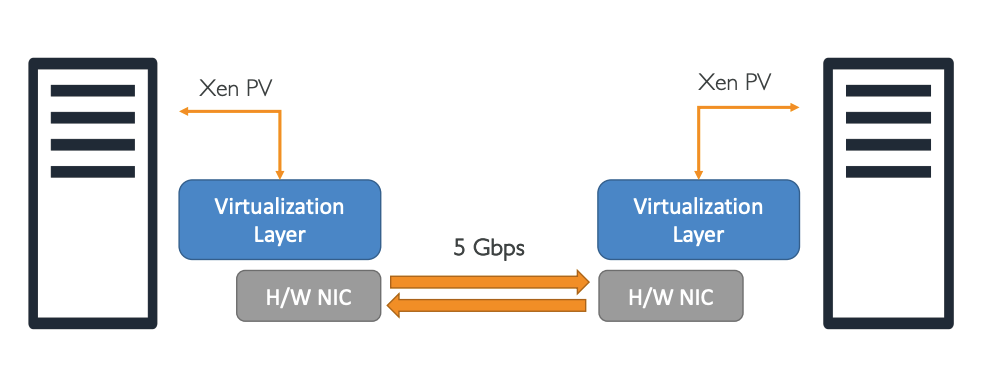 Xen PV
Xen PV
Virtualization
Layer
Virtualization
Layer
5 Gbps
H/W NIC
H/W NIC